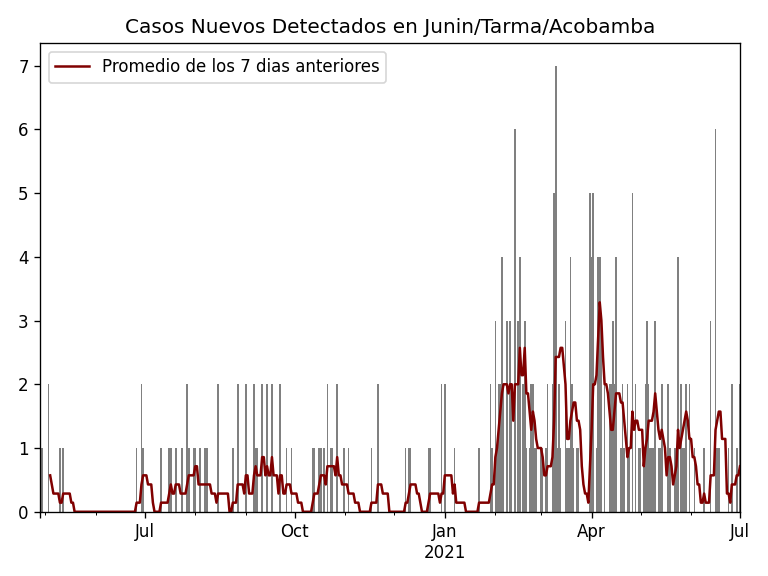 Casos Nuevos Detectados en Junin/Tarma/Acobamba
Promedio de los 7 dias anteriores
7
6
5
4
3
2
1
0
Jul
Oct
Jan
2021
Apr
Jul